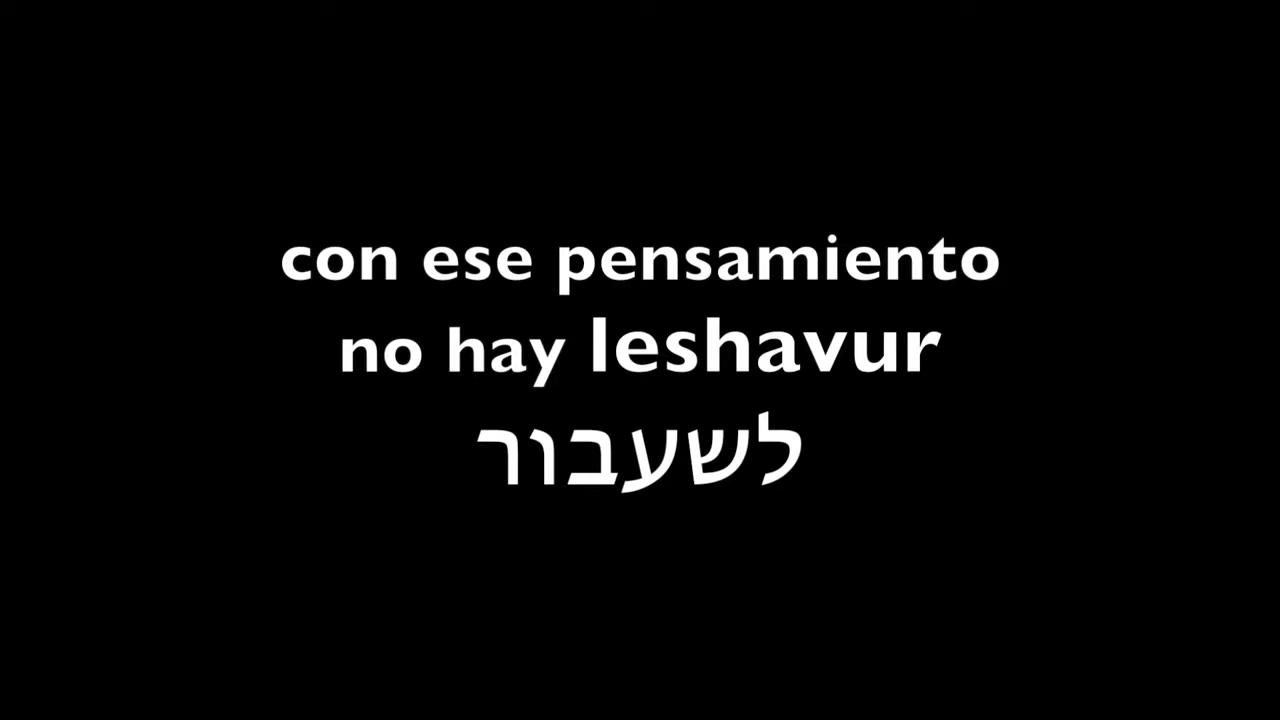 con ese pensamiento
no hay leshavur
לשעבור